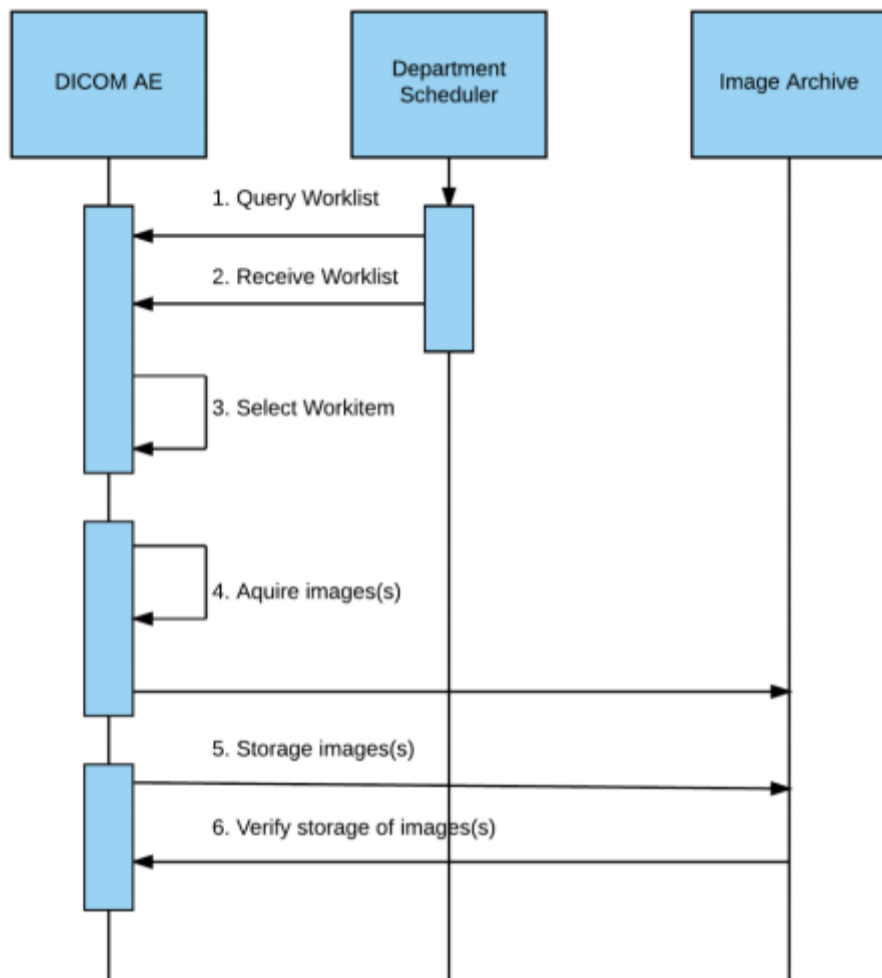 DICOM AE
Department
Scheduler
Image Archive
1. Query Worklist
2. Receive Worklist
3. Select Workitem
4. Aquire images(s)
5. Storage images(s)
6. Verify storage of images(s)